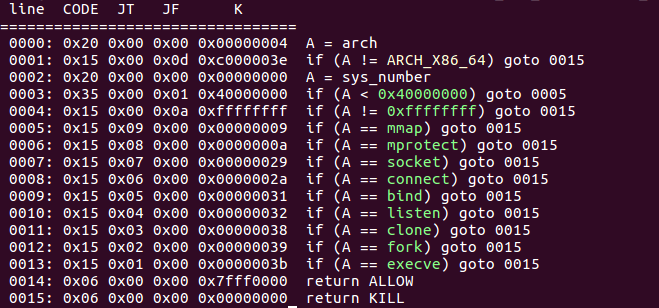 line CODE JT JF K
=================================
0000: 0x20 0x00 0x00 0x00000004 A = arch
0001: 0x15 0x00 0x0d 0xc000003e if (A != ARCH_X86_64) goto 0015
0002: 0x20 0x00 0x00 0x00000000 A = sys_number
0003: 0x35 0x00 0x01 0x40000000 if (A < 0x40000000) goto 0005
0004: 0x15 0x00 0x0a 0xffffffff if (A != 0xffffffff) goto 0015
0005: 0x15 0x09 0x00 0x00000009 if (A == mmap) goto 0015
0006: 0x15 0x08 0x00 0x0000000a if (A == mprotect) goto 0015
0007: 0x15 0x07 0x00 0x00000029 if (A == socket) goto 0015
0008: 0x15 0x06 0x00 0x0000002a if (A == connect) goto 0015
0009: 0x15 0x05 0x00 0x00000031 if (A == bind) goto 0015
0010: 0x15 0x04 0x00 0x00000032 if (A == listen) goto 0015
0011: 0x15 0x03 0x00 0x00000038 if (A == clone) goto 0015
0012: 0x15 0x02 0x00 0x00000039 if (A == fork) goto 0015
0013: 0x15 0x01 0x00 0x0000003b if (A == execve) goto 0015
0014: 0x06 0x00 0x00 0x7fff0000 return ALLOW
0015: 0x06 0x00 0x00 0x00000000 return KILL